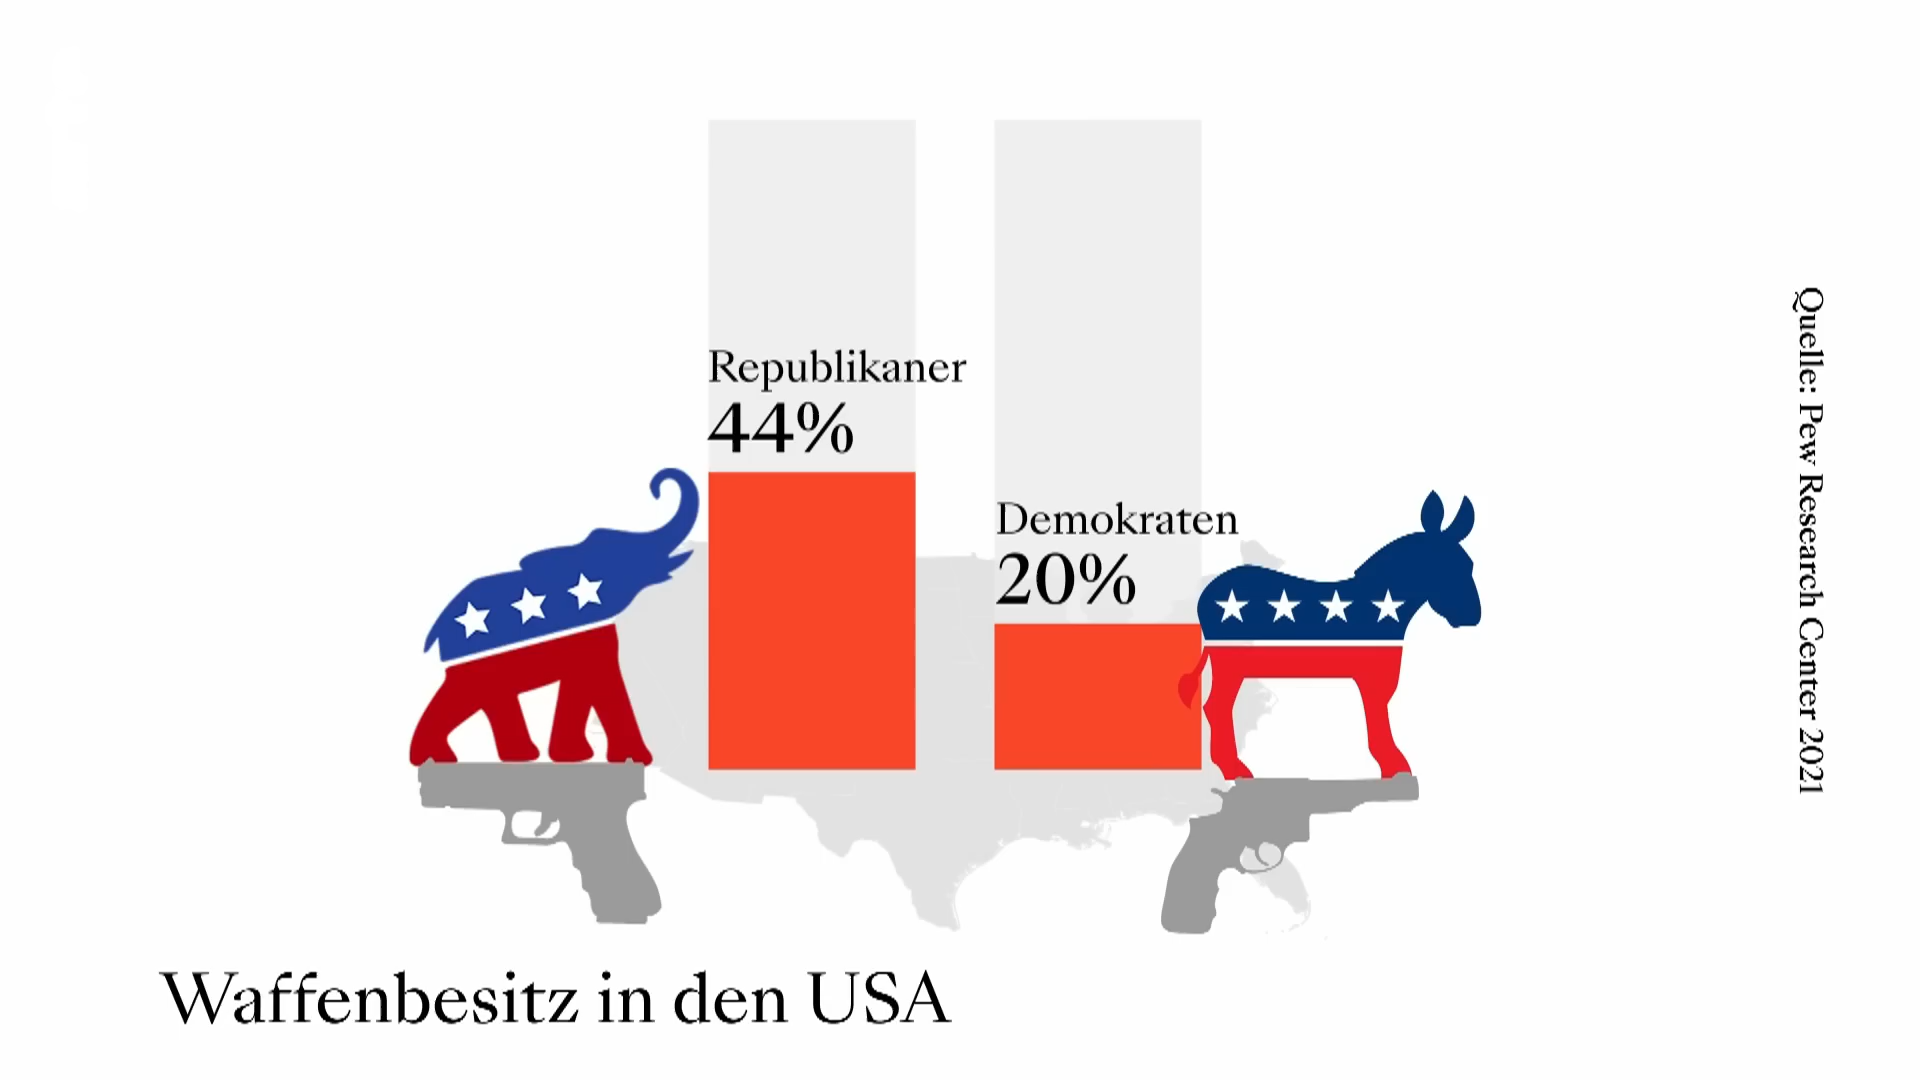 Republikaner
44%
Demokraten
20%
Quelle: Pew Research Center 2021
Waffenbesitz in den USA